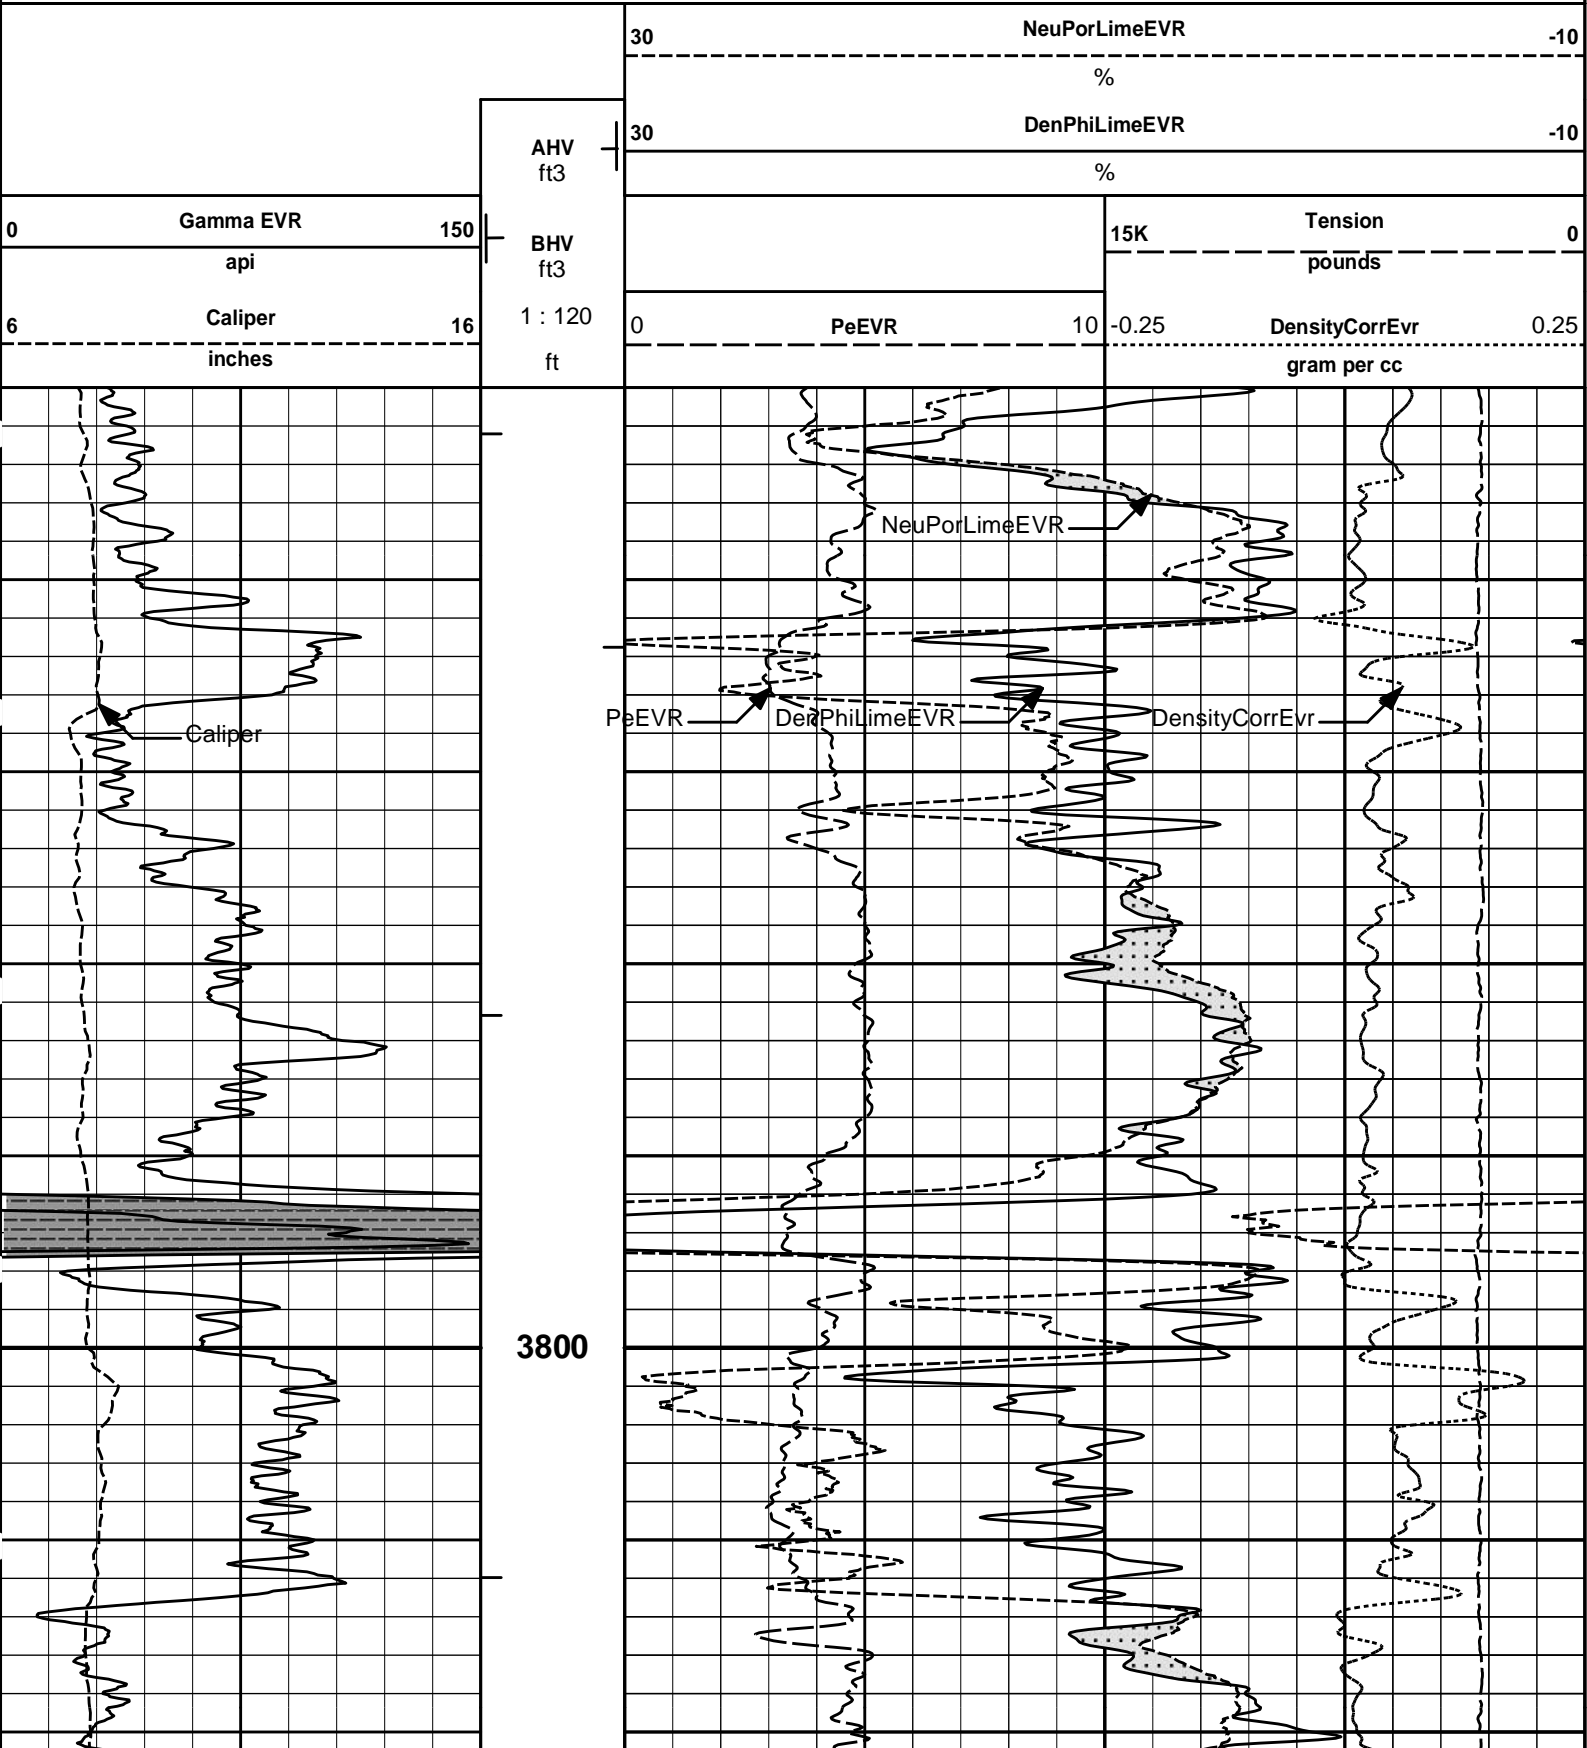 30 NeuPorLimeEVR -10
%
30 DenPhiLimeEVR -10
%
AHV
ft3
0 Gamma EVR 150
api
BHV
ft3
15K Tension 0
pounds
6 Caliper 16
inches
1 : 120
ft
0 PeEVR 10
-0.25 DensityCorrEvr 0.25
gram per cc
NeuPorLimeEVR
PeEVR
DenPhiLimeEVR
DensityCorrEvr
Caliper
3800